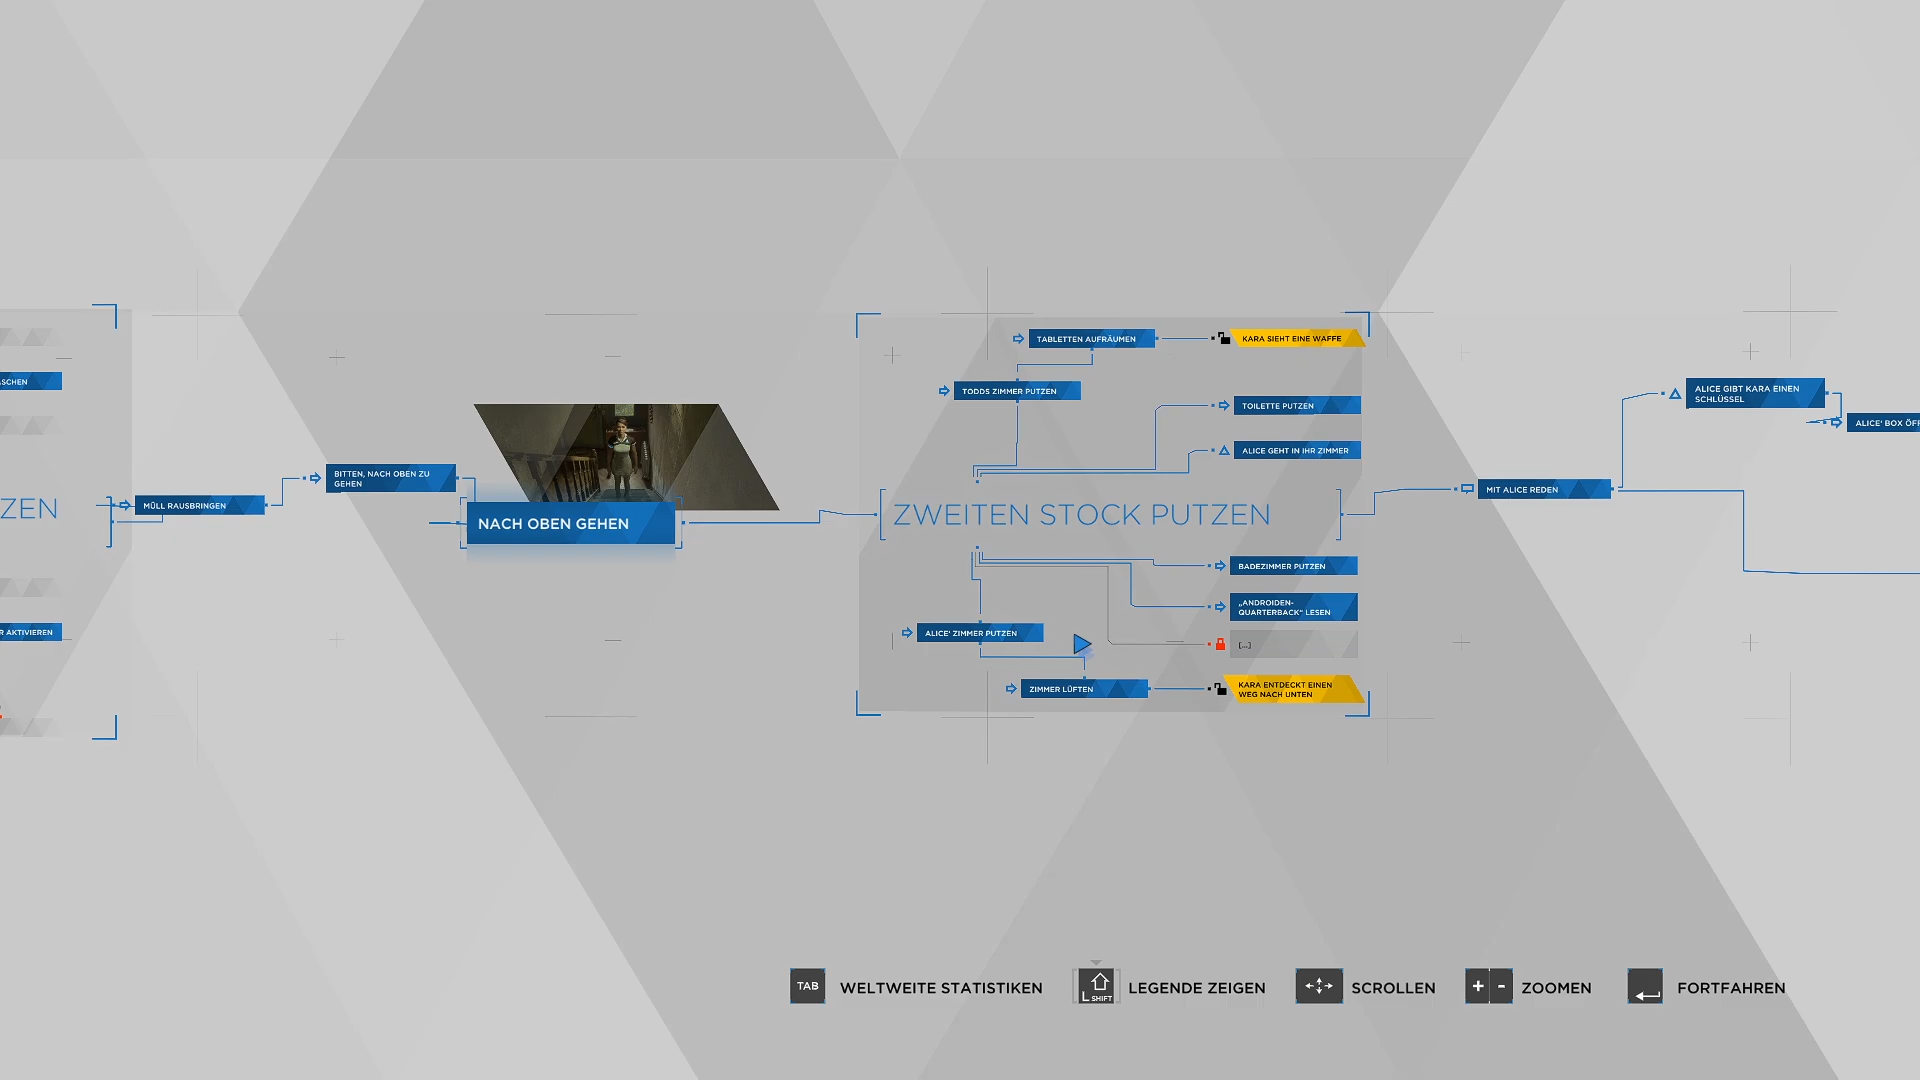 ASCHEN
ZEN
R AKTIVIEREN
MÜLL RAUSBRINGEN
BITTEN, NACH OBEN ZU
GEHEN
NACH OBEN GEHEN
TABLETTEN AUFRÄUMEN
KARA SIEHT EINE WAFFE
TODDS ZIMMER PUTZEN
TOILETTE PUTZEN
ALICE GEHT IN IHR ZIMMER
ZWEITEN STOCK PUTZEN
BADEZIMMER PUTZEN
„ANDROIDEN-
QUARTERBACK“ LESEN
ALICE' ZIMMER PUTZEN
[...]
ZIMMER LÜFTEN
KARA ENTDECKT EINEN
WEG NACH UNTEN
MIT ALICE REDEN
ALICE GIBT KARA EINEN
SCHLÜSSEL
ALICE' BOX ÖFF
TAB WELTWEITE STATISTIKEN
L SHIFT LEGENDE ZEIGEN
SCROLLEN
+ - ZOOMEN
FORTFAHREN